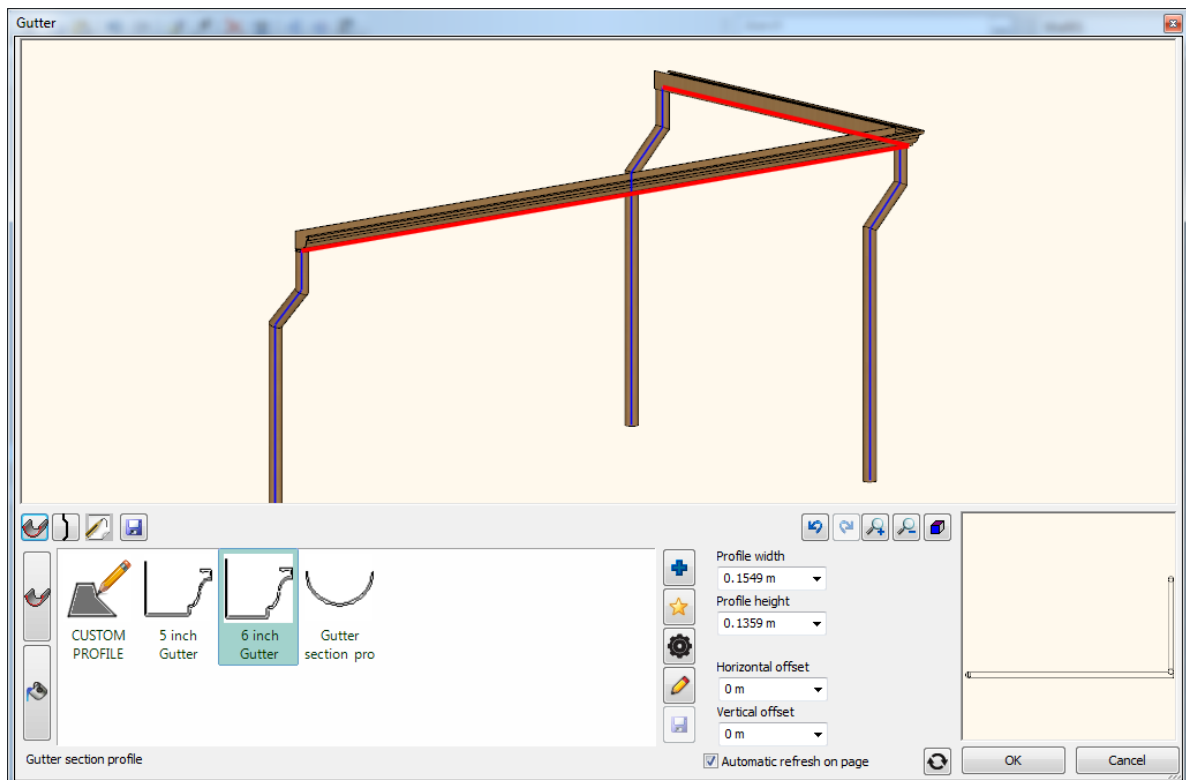 Gutter
CUSTOM
PROFILE
5 inch
Gutter
6 inch
Gutter
Gutter
section pro
Profile width
0.1549 m
Profile height
0.1359 m
Horizontal offset
0 m
Vertical offset
0 m
Gutter section profile
Automatic refresh on page
OK
Cancel